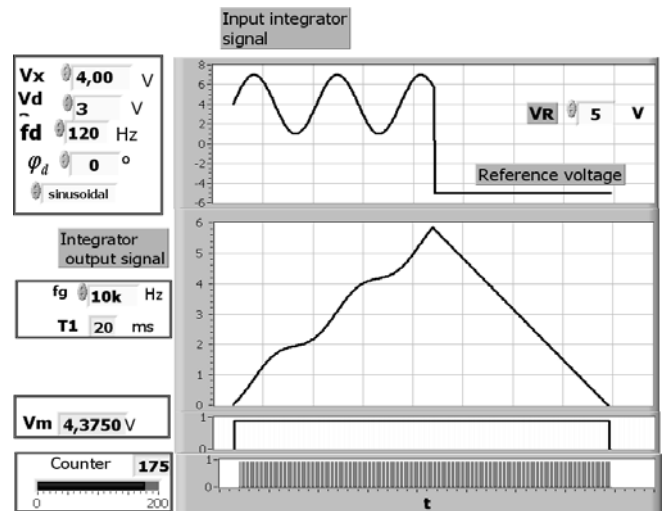 Input integrator
signal
Vx 4,00 V
Vd 3 V
fd 120 Hz
φd 0 °
sinusoidal
8
6
4
2
0
-2
-4
-6
VR 5 V
Reference voltage
Integrator
output signal
fg 10k Hz
T1 20 ms
6
5
4
3
2
1
0
Vm 4,3750 V
1
0
Counter 175
0 200
1
0
t